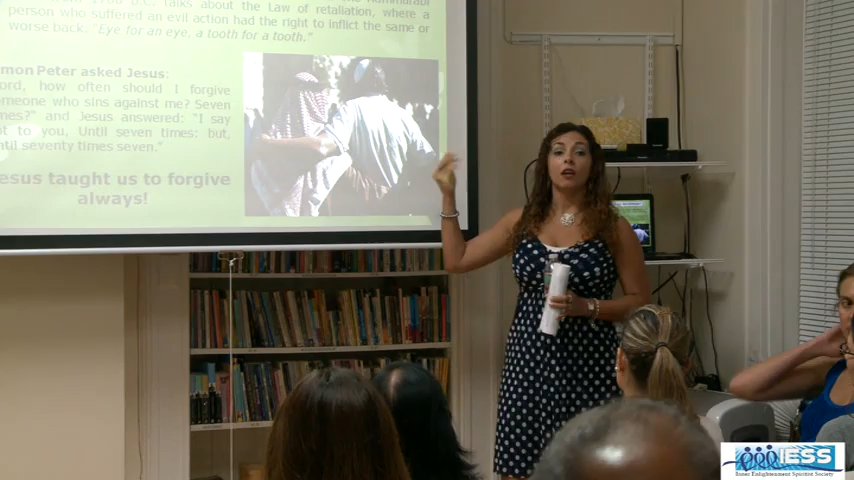 B.C. Talks about the Law of retaliation, where a
person who suffered an evil action had the right to inflict the same or
worse back. "Eye for an eye, a tooth for a tooth."
mon Peter asked Jesus:
ord, how often should I forgive
omeone who sins against me? Seven
mes?" and Jesus answered: "I say
t to you, Until seven times: but,
ntil seventy times seven."
esus taught us to forgive
always!
IESS
Inner Enlightenment Spiritist Society